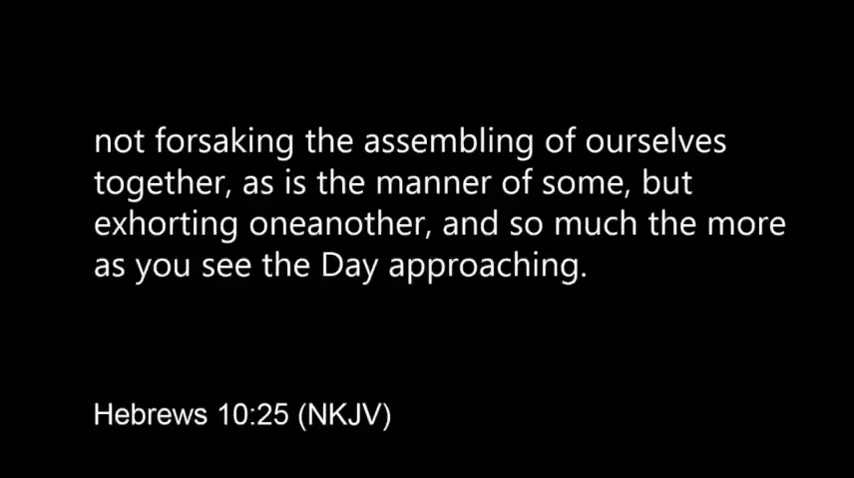 not forsaking the assembling of ourselves
together, as is the manner of some, but
exhorting oneanother, and so much the more
as you see the Day approaching.
Hebrews 10:25 (NKJV)